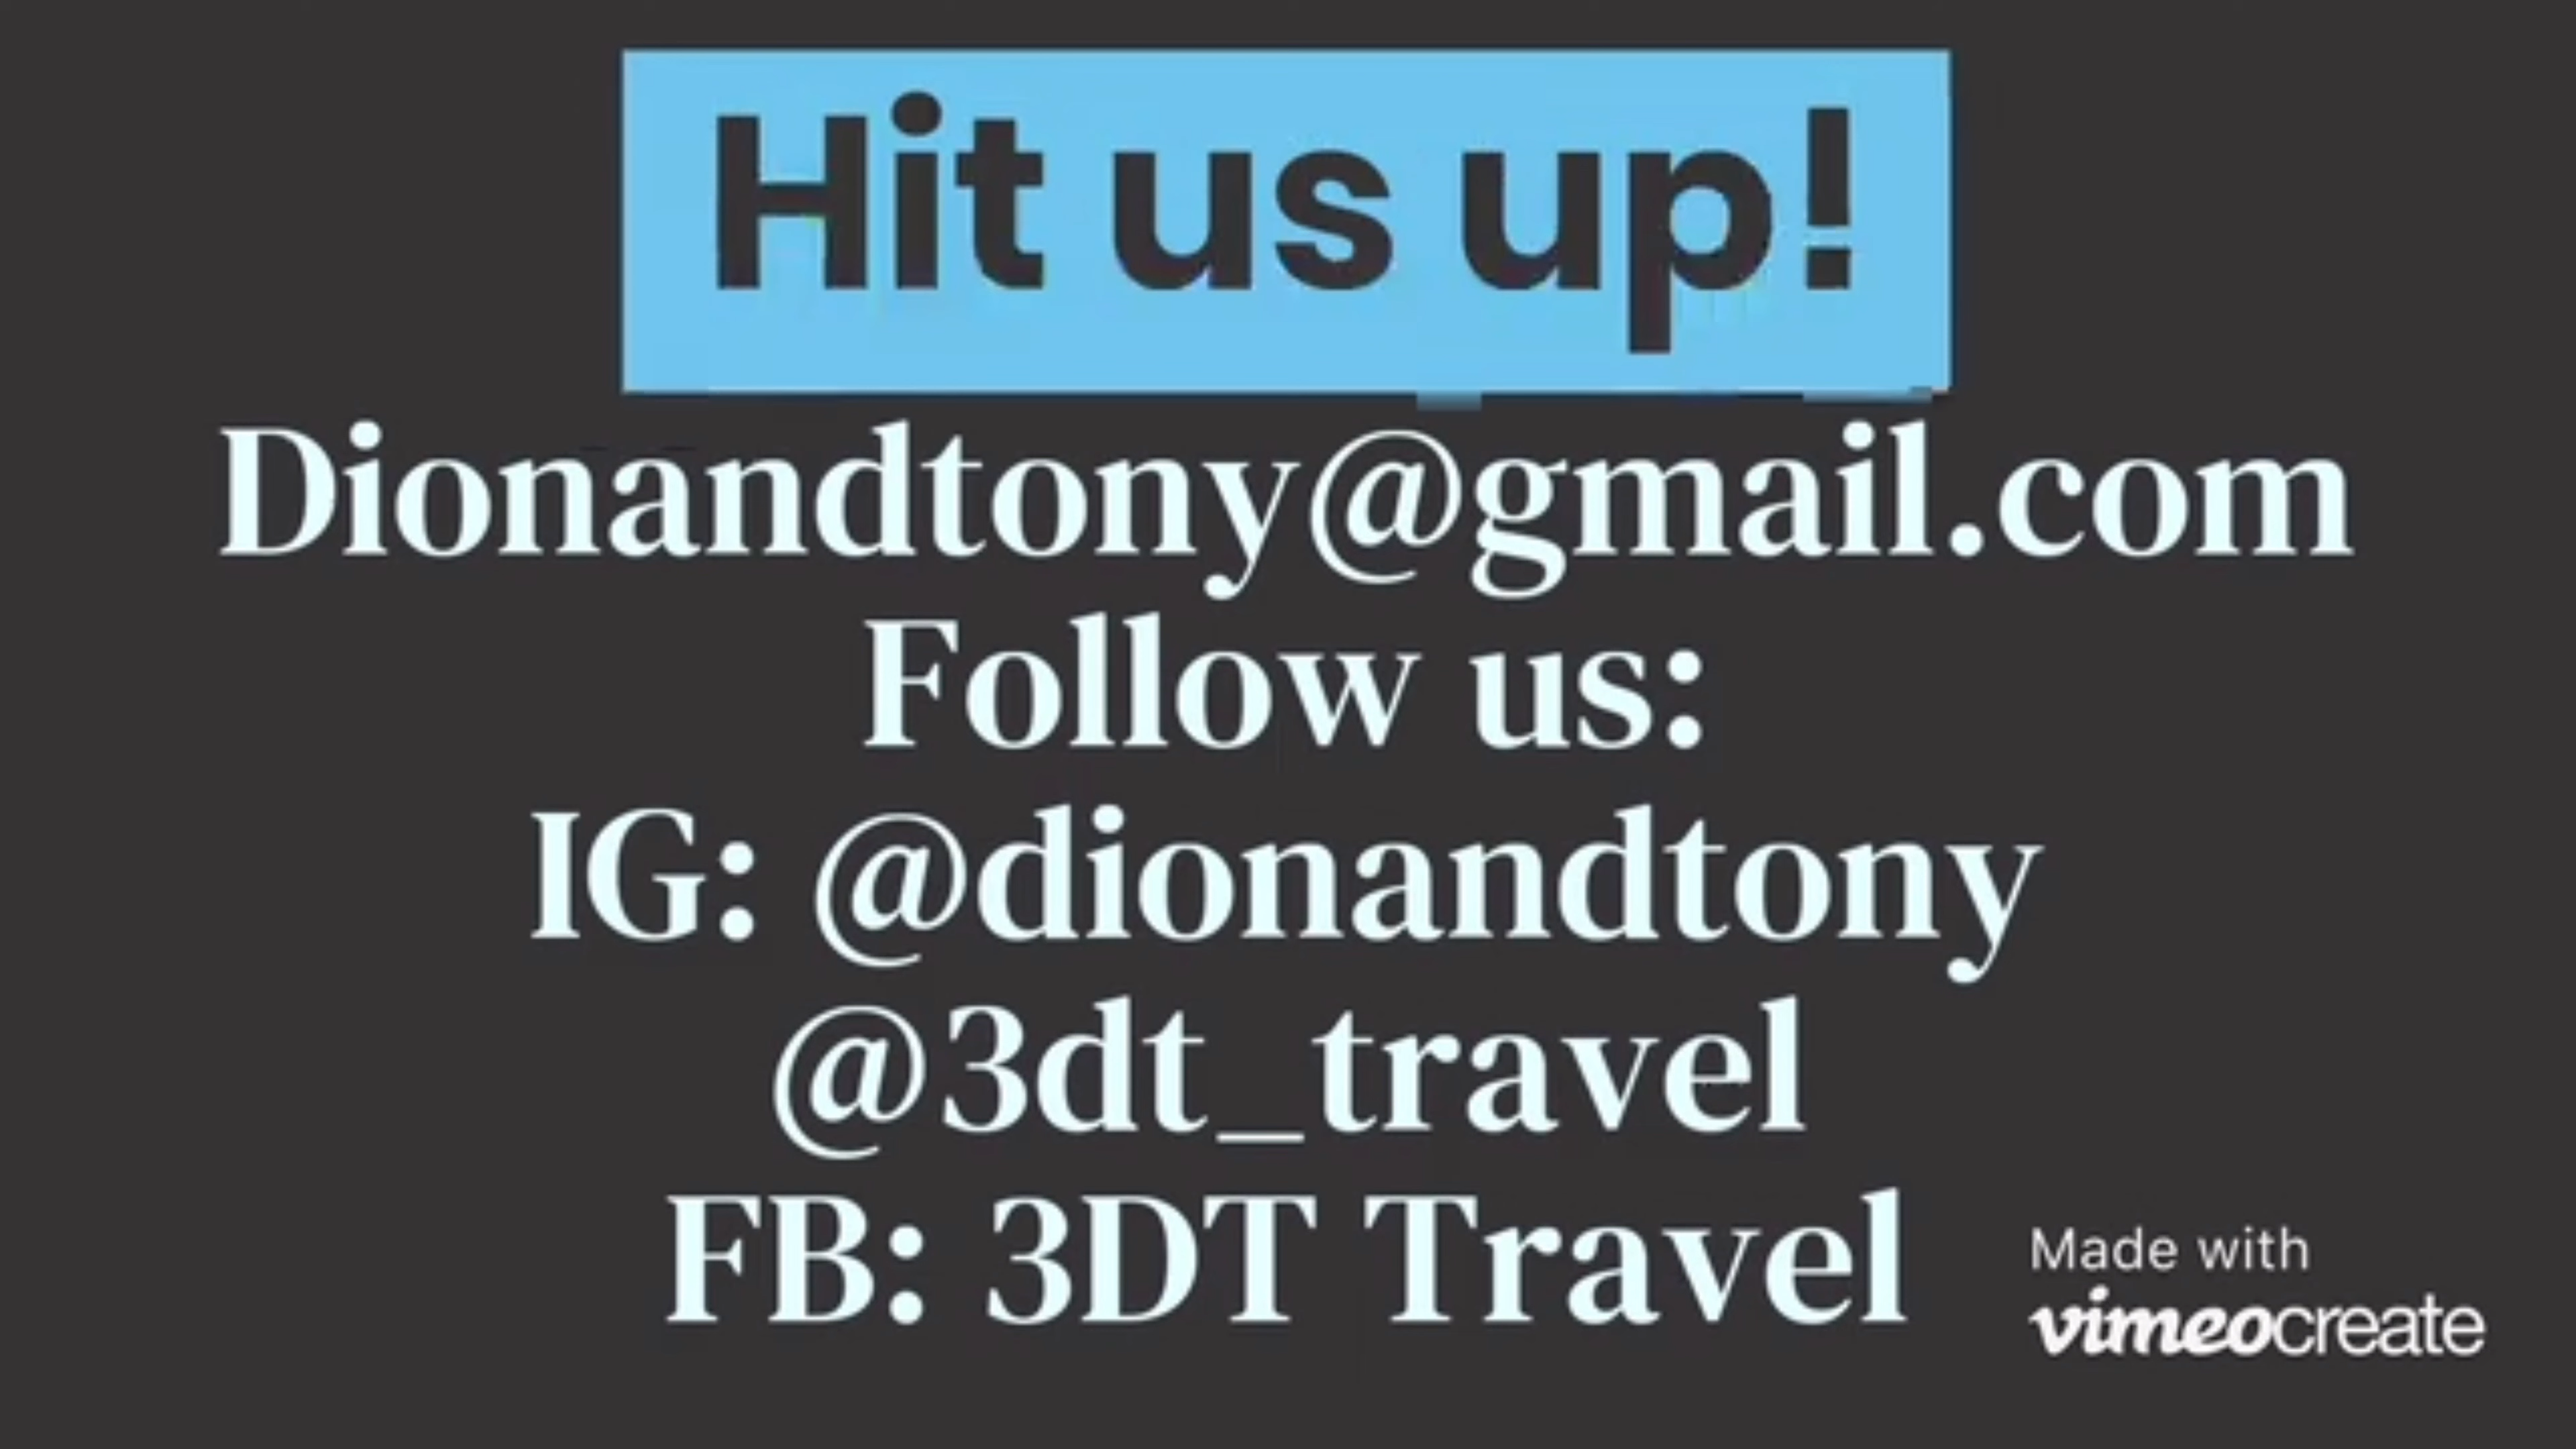 Hit us up!
Dionandtony@gmail.com
Follow us:
IG: @dionandtony
@3dt_travel
FB: 3DT Travel
Made with
vimeocreate